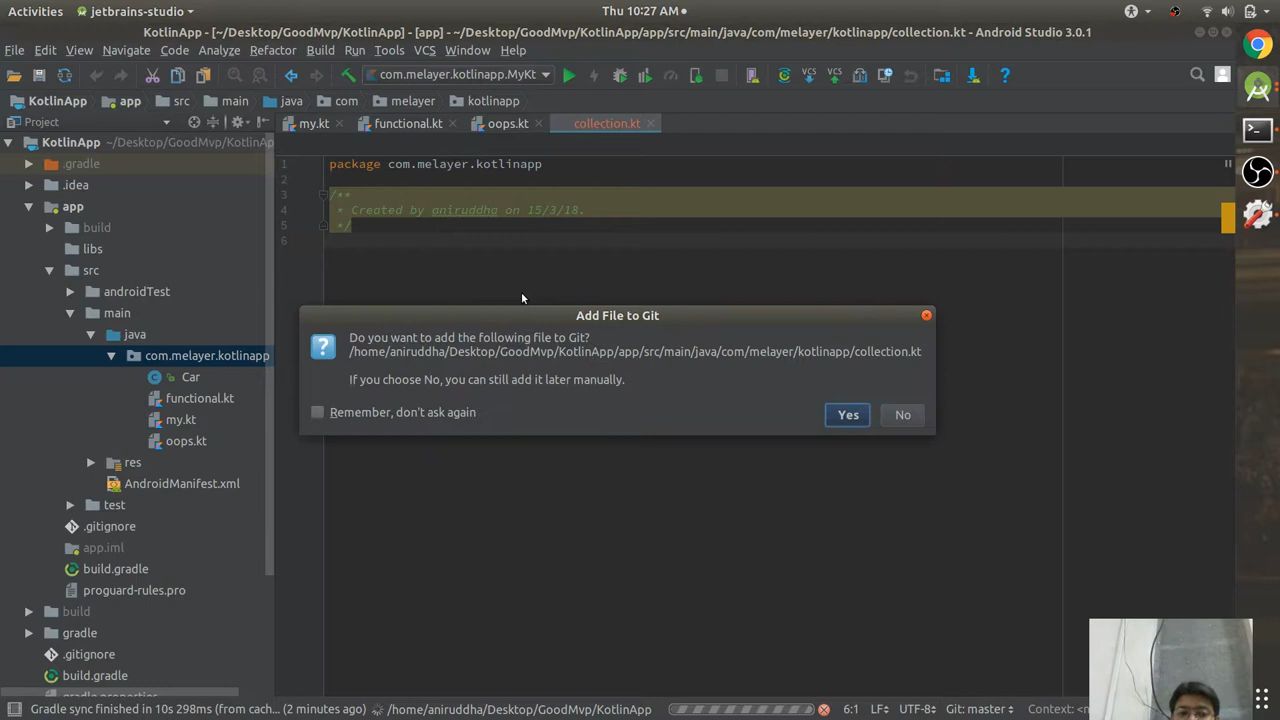 Activities
jetbrains-studio
Thu 10:27 AM
KotlinApp - [~/Desktop/GoodMvp/KotlinApp] - [app] - ~/Desktop/GoodMvp/KotlinApp/app/src/main/java/com/melayer/kotlinapp/collection.kt - Android Studio 3.0.1
File Edit View Navigate Code Analyze Refactor Build Run Tools VCS Window Help
com.melayer.kotlinapp.MyKt
VCS VCS
KotlinApp app src main java com melayer kotlinapp
Project
my.kt functional.kt oops.kt collection.kt
KotlinApp ~/Desktop/GoodMvp/KotlinAp
.gradle
.idea
app
build
libs
src
androidTest
main
java
com.melayer.kotlinapp
Car
functional.kt
my.kt
oops.kt
res
AndroidManifest.xml
test
.gitignore
app.iml
build.gradle
proguard-rules.pro
build
gradle
.gitignore
build.gradle
gradle.properties
1 package com.melayer.kotlinapp
2
3 /**
4 * Created by aniruddha on 15/3/18.
5 */
6
Add File to Git
Do you want to add the following file to Git?
/home/aniruddha/Desktop/GoodMvp/KotlinApp/app/src/main/java/com/melayer/kotlinapp/collection.kt
If you choose No, you can still add it later manually.
Remember, don't ask again
Yes No
Gradle sync finished in 10s 298ms (from cac... (2 minutes ago)
/home/aniruddha/Desktop/GoodMvp/KotlinApp
6:1 LF÷ UTF-8÷ Git: master÷ Context: <n